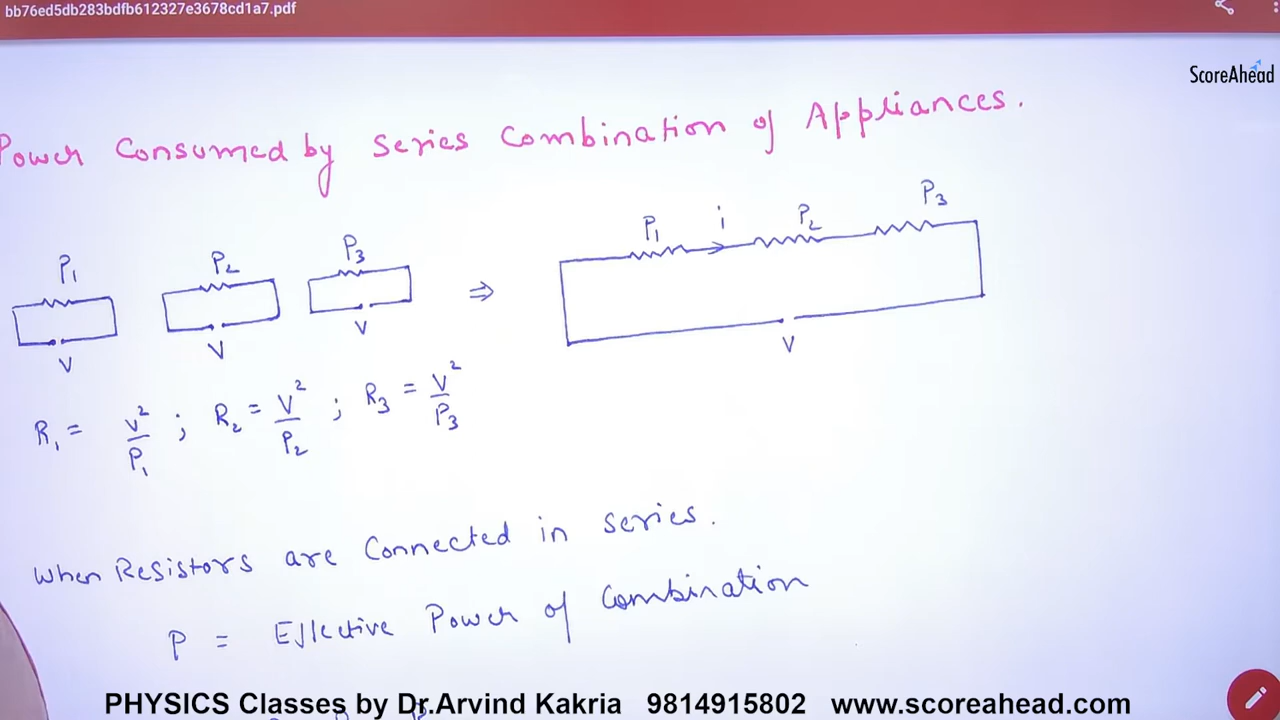 bb76ed5db283bdfb612327e3678cd1a7.pdf
ScoreAhead
Power Consumed by Series Combination of Appliances.
P₁ P₂ P₃ P₁ i P₂ P₃
⇒
V V V V
R₁ = V²/P₁ ; R₂ = V²/P₂ ; R₃ = V²/P₃
When Resistors are Connected in series.
P = Effective Power of Combination
PHYSICS Classes by Dr.Arvind Kakria 9814915802 www.scoreahead.com